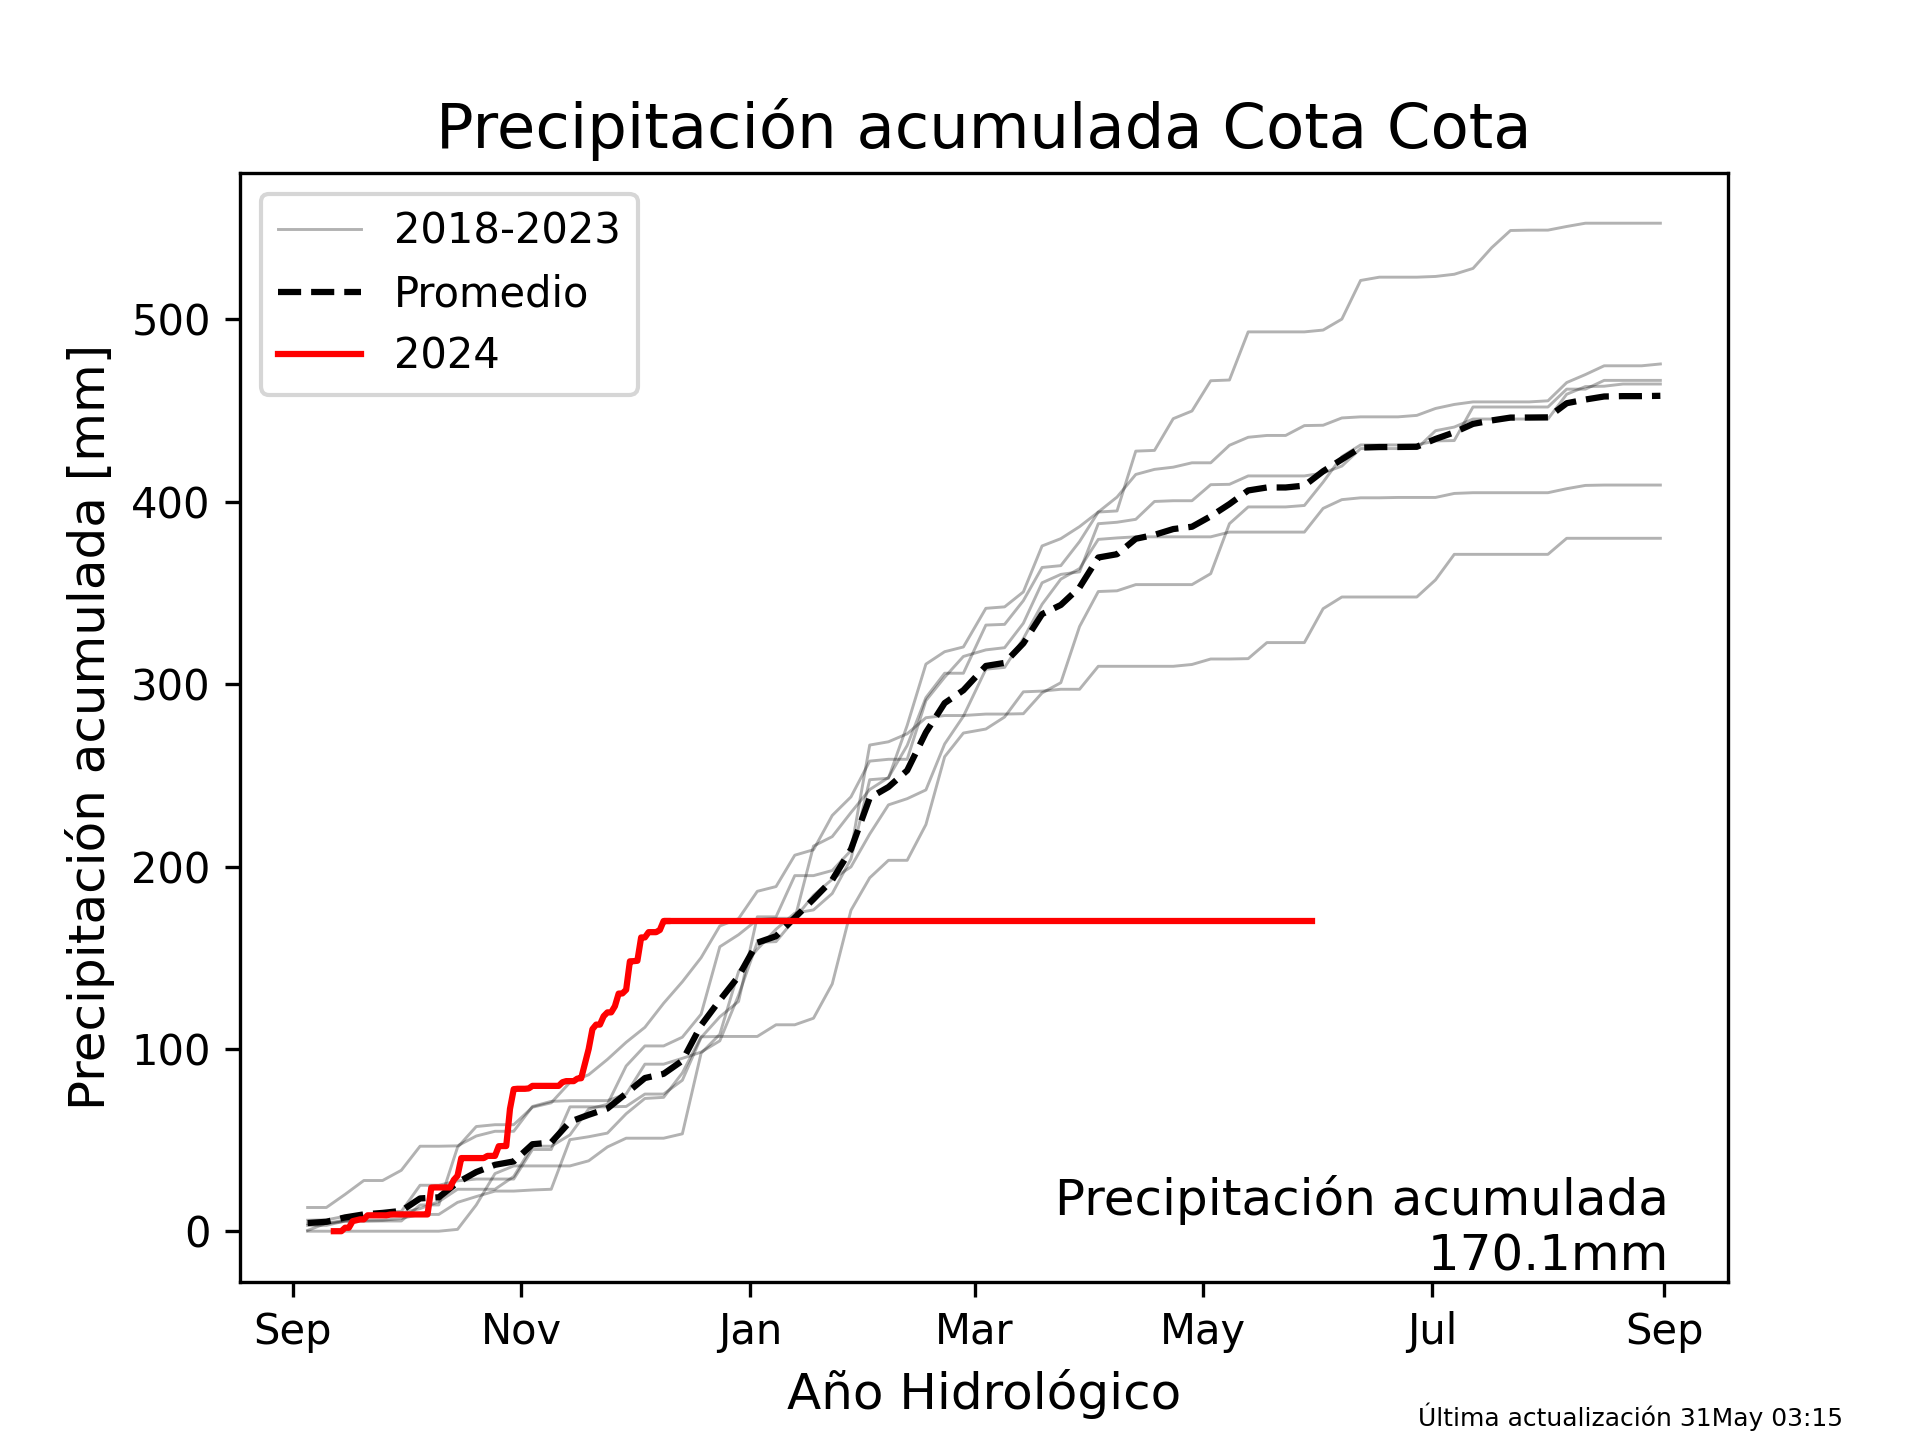 Precipitación acumulada Cota Cota
2018-2023
Promedio
2024
Precipitación acumulada [mm]
500
400
300
200
100
0
Precipitación acumulada
170.1mm
Sep
Nov
Jan
Mar
May
Jul
Sep
Año Hidrológico
Última actualización 31May 03:15